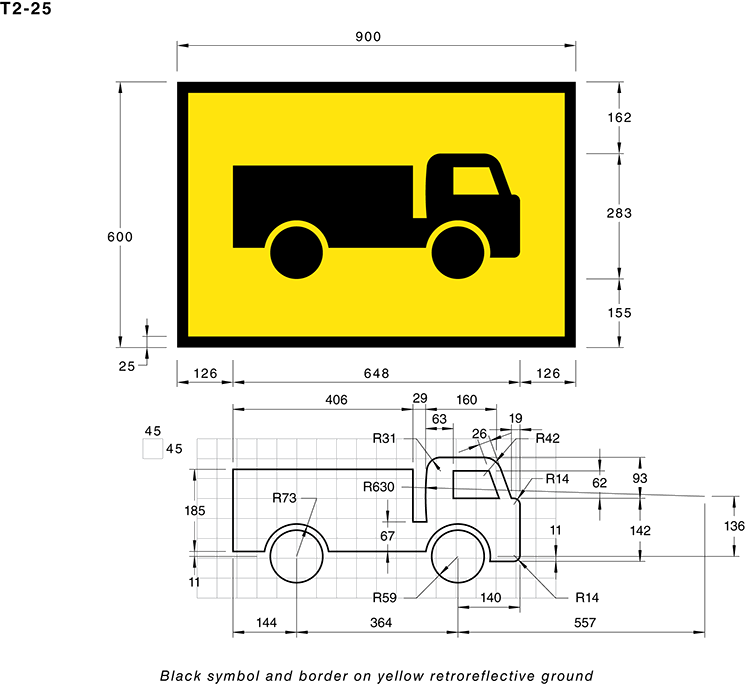 T2-25
900
162
600
283
155
25
126 648 126
406 29 160
19
63
45
45
R31
26
R42
R14
93
R630
62
R73
185
136
67
11
142
11
R59
140
R14
144 364 557
Black symbol and border on yellow retroreflective ground